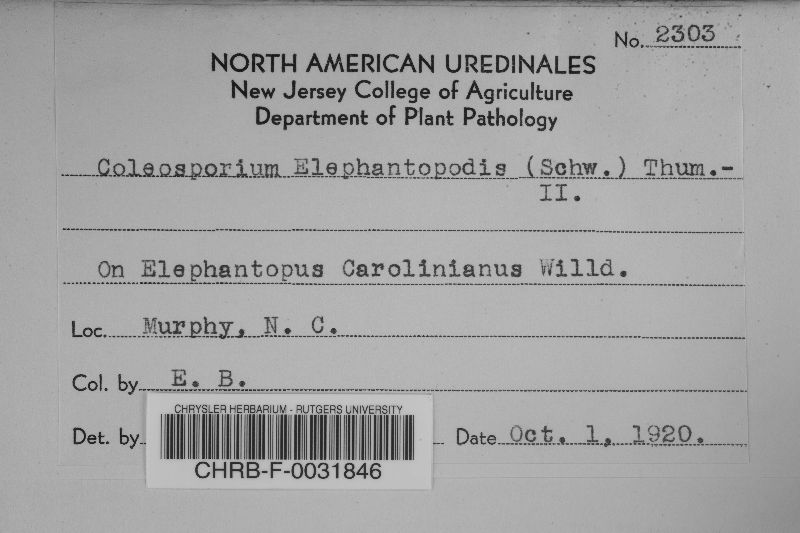 No. 2303
NORTH AMERICAN UREDINALES
New Jersey College of Agriculture
Department of Plant Pathology
Coleosporium Elephantopodis (Schw.) Thum.-
II.
On Elephantopus Carolinianus Willd.
Loc. Murphy, N. C.
Col. by E. B.
Det. by
Date Oct. 1, 1920.
CHRYSLER HERBARIUM - RUTGERS UNIVERSITY
CHRB-F-0031846